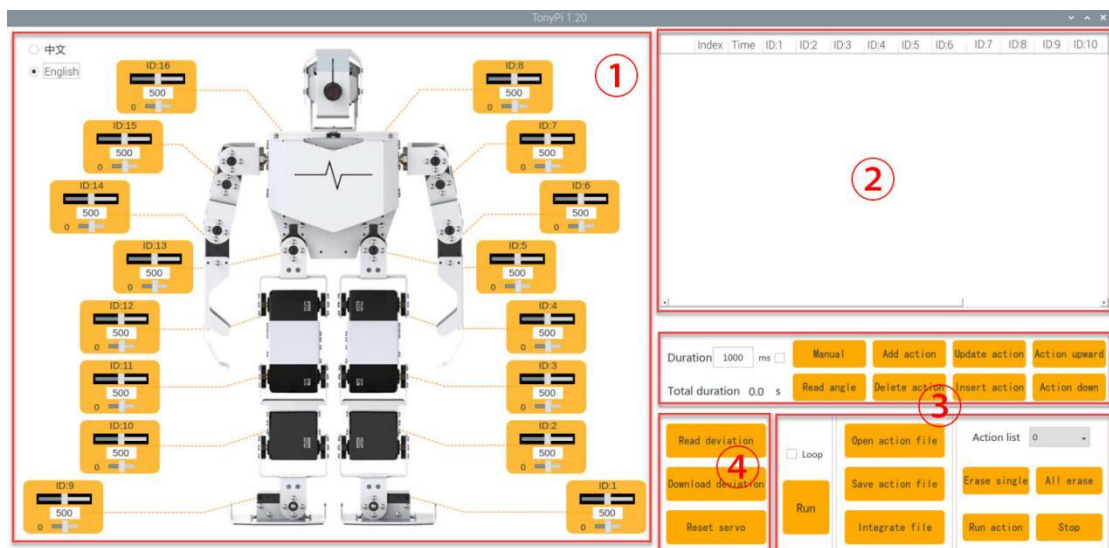 TonyPi 1.20
中文
English
①
ID:16
500
0
ID:8
500
0
ID:15
500
0
ID:7
500
0
ID:14
500
0
ID:6
500
0
ID:13
500
0
ID:5
500
0
ID:12
500
0
ID:4
500
0
ID:11
500
0
ID:3
500
0
ID:10
500
0
ID:2
500
0
ID:9
500
0
ID:1
500
0
Index Time ID:1 ID:2 ID:3 ID:4 ID:5 ID:6 ID:7 ID:8 ID:9 ID:10
②
Duration 1000 ms Manual Add action Update action Action upward
Total duration 0.0 s Read angle Delete action Insert action Action down
③
Read deviation
④
Download deviation
Reset servo
Loop
Run
Open action file
Save action file
Integrate file
Action list 0
Erase single All erase
Run action Stop